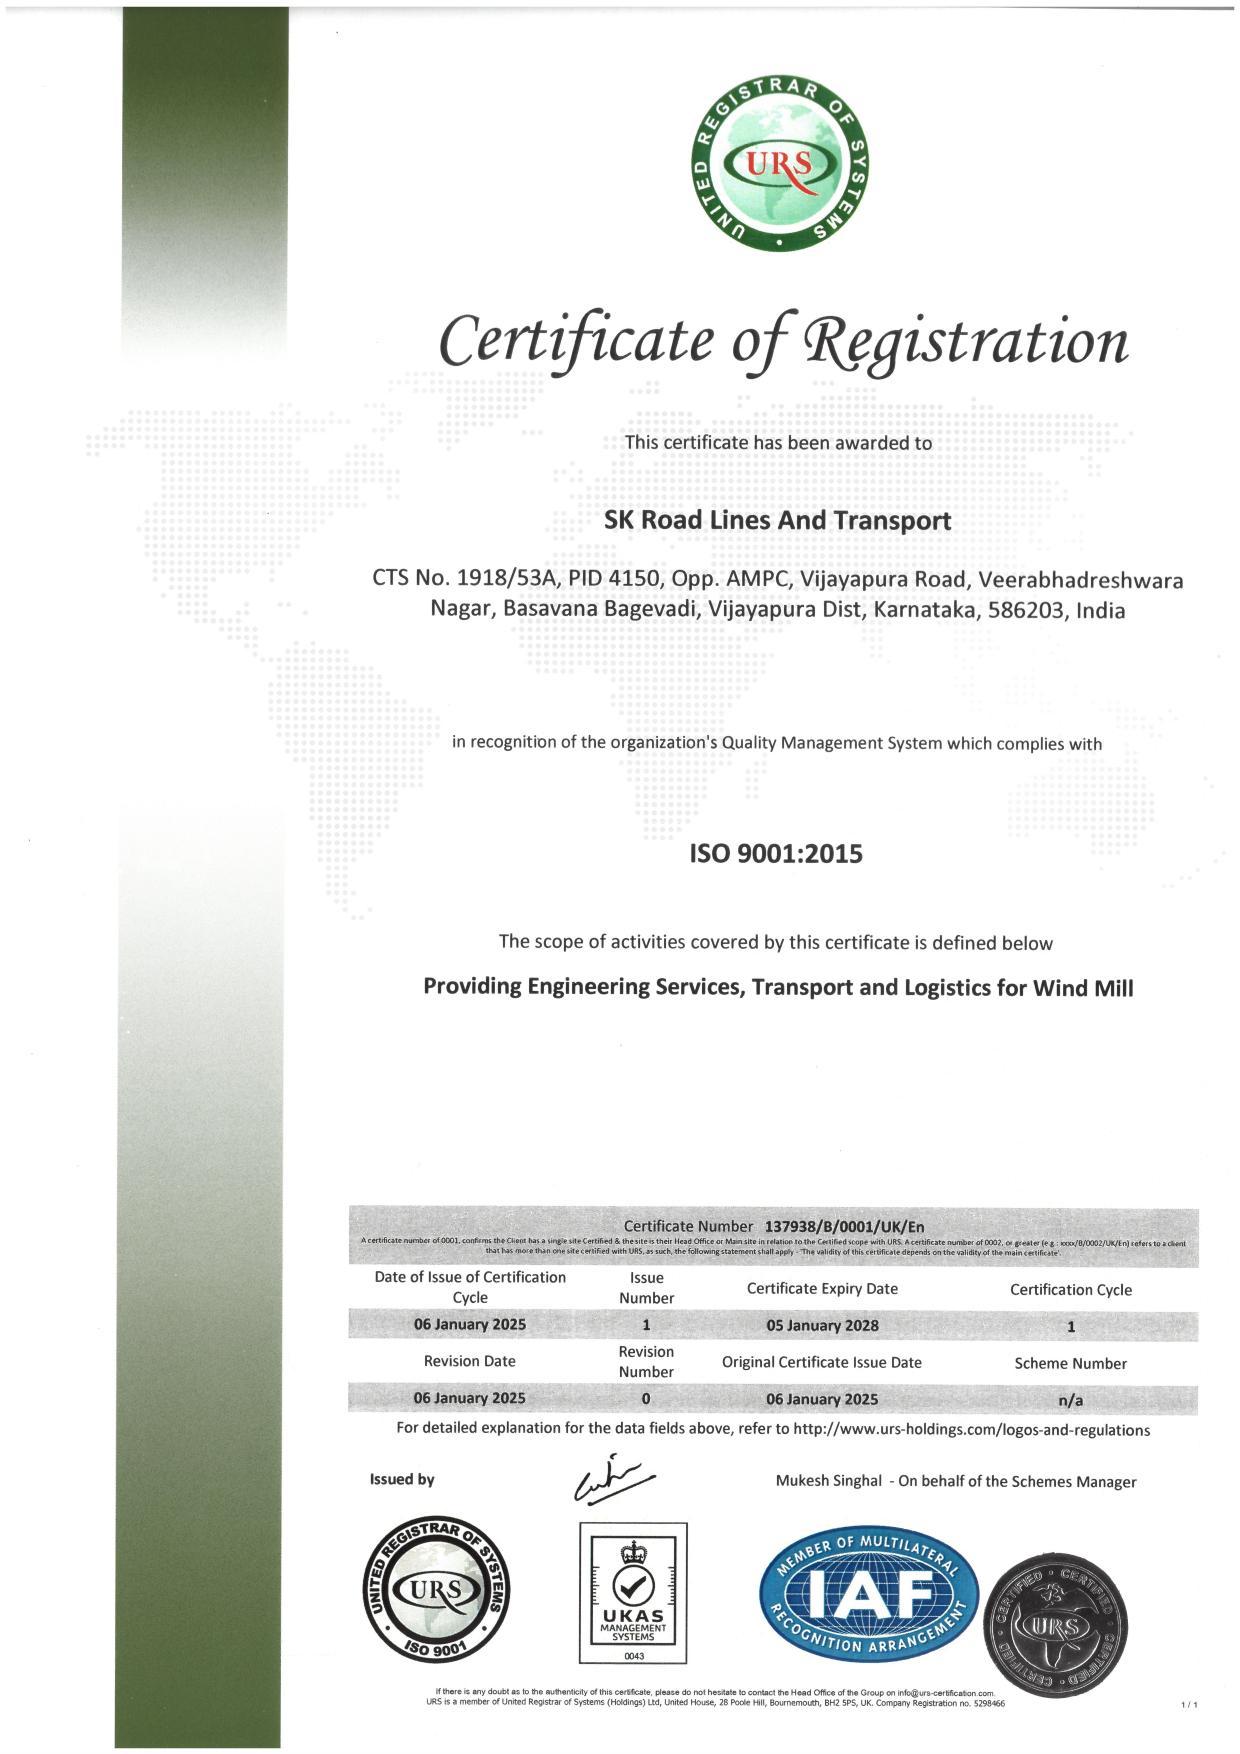 UNITED REGISTRAR OF SYSTEMS
URS
Certificate of Registration
This certificate has been awarded to
SK Road Lines And Transport
CTS No. 1918/53A, PID 4150, Opp. AMPC, Vijayapura Road, Veerabhadreshwara
Nagar, Basavana Bagevadi, Vijayapura Dist, Karnataka, 586203, India
in recognition of the organization's Quality Management System which complies with
ISO 9001:2015
The scope of activities covered by this certificate is defined below
Providing Engineering Services, Transport and Logistics for Wind Mill
Certificate Number 137938/B/0001/UK/En
A certificate number of 0001, confirms the Client has a single site Certified & the site is their Head Office or Main site in relation to the Certified scope with URS. A certificate number of 0002, or greater (e.g : xxxx/B/0002/UK/En) refers to a client
that has more than one site certified with URS, as such, the following statement shall apply - 'The validity of this certificate depends on the validity of the main certificate'.
Date of Issue of Certification Cycle
Issue Number
Certificate Expiry Date
Certification Cycle
06 January 2025
1
05 January 2028
1
Revision Date
Revision Number
Original Certificate Issue Date
Scheme Number
06 January 2025
0
06 January 2025
n/a
For detailed explanation for the data fields above, refer to http://www.urs-holdings.com/logos-and-regulations
Issued by
Mukesh Singhal - On behalf of the Schemes Manager
UNITED REGISTRAR OF SYSTEMS
URS
ISO 9001
UKAS
MANAGEMENT
SYSTEMS
0043
MEMBER OF MULTILATERAL
IAF
RECOGNITION ARRANGEMENT
CERTIFIED · CERTIFIED · CERTIFIED · CERTIFIED
URS
If there is any doubt as to the authenticity of this certificate, please do not hesitate to contact the Head Office of the Group on info@urs-certification.com.
URS is a member of United Registrar of Systems (Holdings) Ltd, United House, 28 Poole Hill, Bournemouth, BH2 5PS, UK. Company Registration no. 5298466
1 / 1